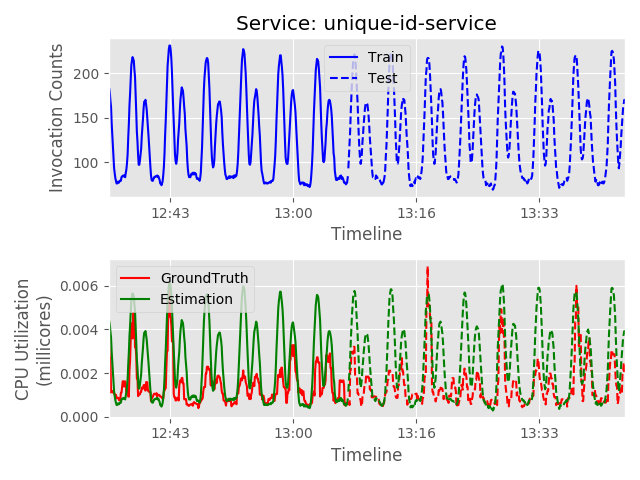 Service: unique-id-service
Invocation Counts
200
150
100
Train
Test
12:43
13:00
13:16
13:33
Timeline
CPU Utilization
(millicores)
0.006
0.004
0.002
0.000
GroundTruth
Estimation
12:43
13:00
13:16
13:33
Timeline